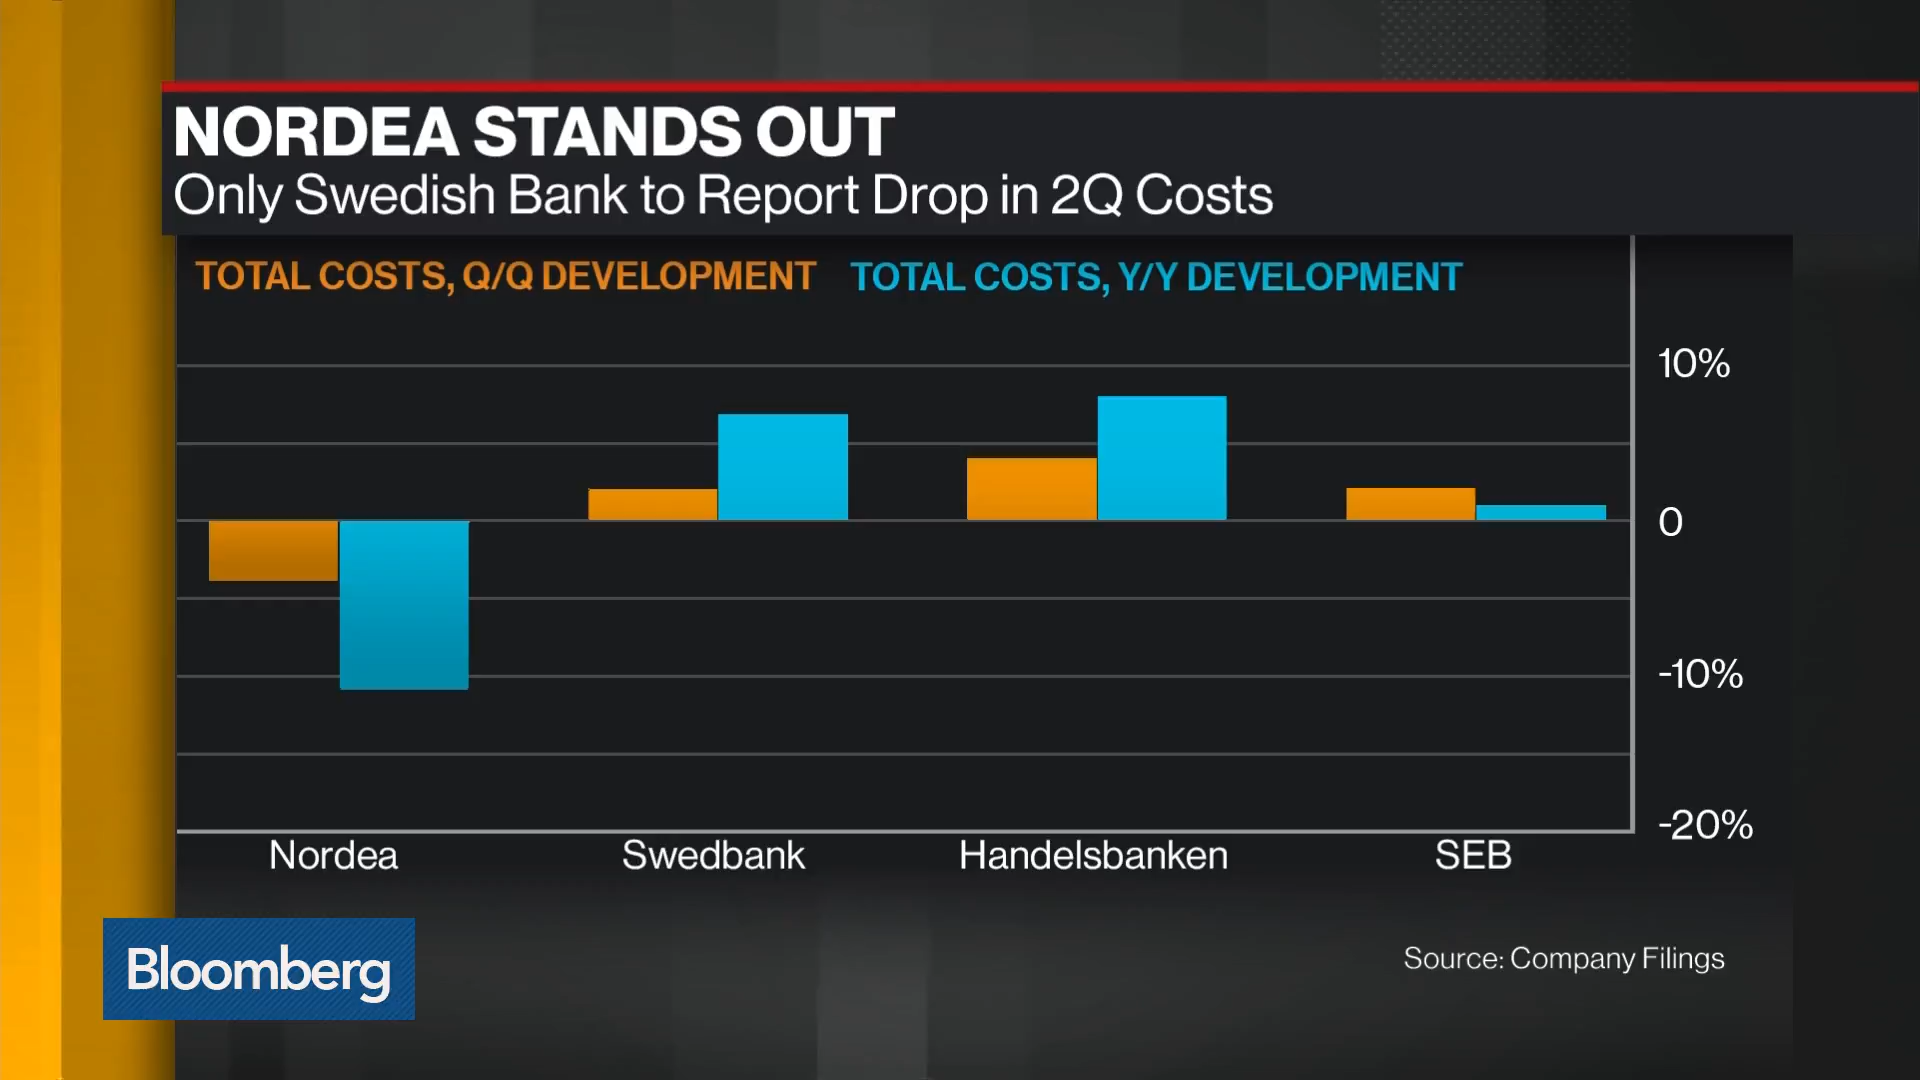 NORDEA STANDS OUT
Only Swedish Bank to Report Drop in 2Q Costs
TOTAL COSTS, Q/Q DEVELOPMENT TOTAL COSTS, Y/Y DEVELOPMENT
10%
0
-10%
-20%
Nordea Swedbank Handelsbanken SEB
Bloomberg
Source: Company Filings